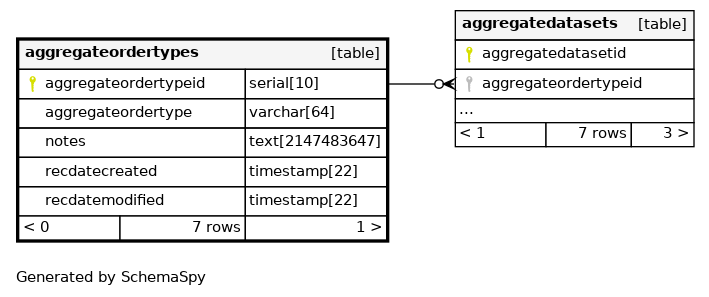 aggregateordertypes [table]
aggregateordertypeid serial[10]
aggregateordertype varchar[64]
notes text[2147483647]
recdatecreated timestamp[22]
recdatemodified timestamp[22]
< 0 7 rows 1 >
aggregatedatasets [table]
aggregatedatasetid
aggregateordertypeid
...
< 1 7 rows 3 >
Generated by SchemaSpy